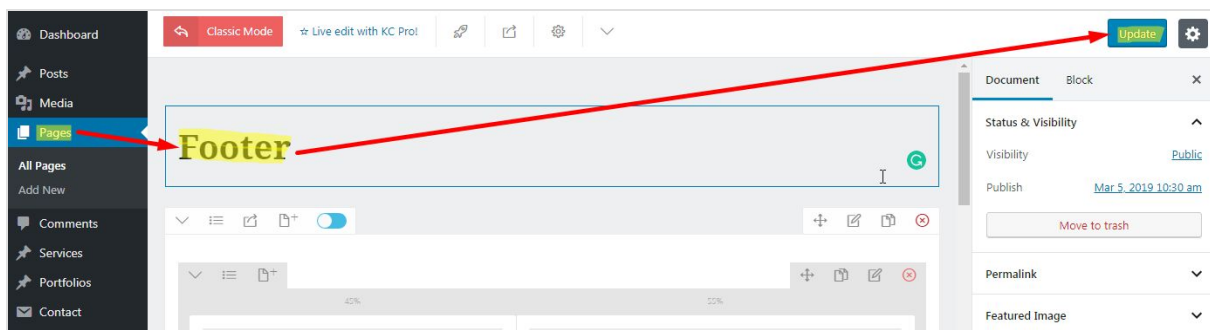 Dashboard
Posts
Media
Pages
All Pages
Add New
Comments
Services
Portfolios
Contact
Classic Mode
☆ Live edit with KC Pro!
Update
Footer
45%
55%
Document Block
Status & Visibility
Visibility Public
Publish Mar 5, 2019 10:30 am
Move to trash
Permalink
Featured Image